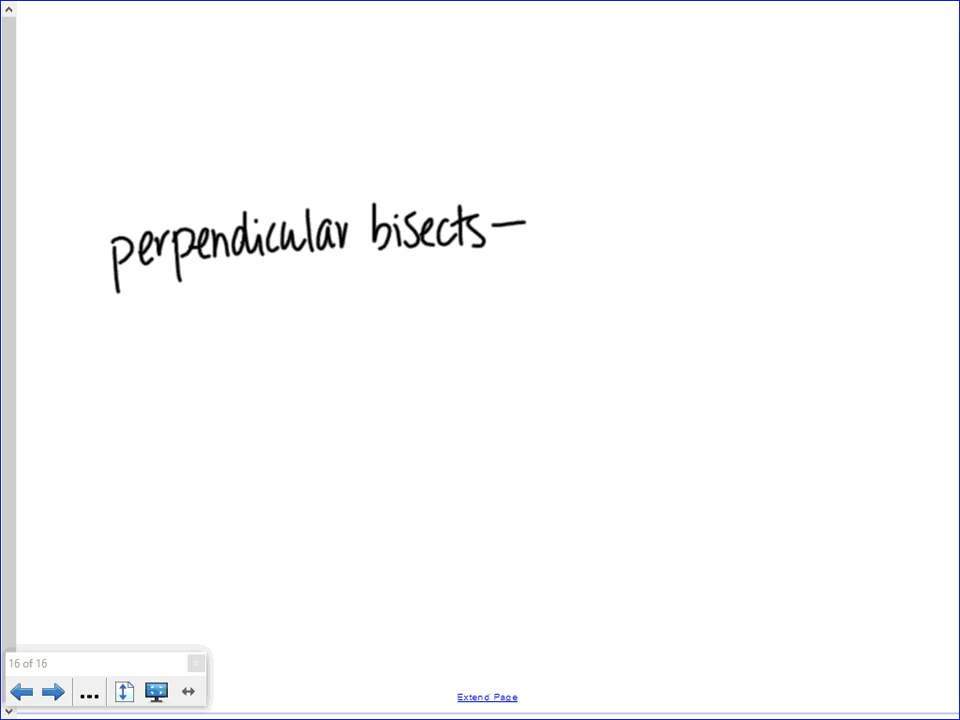 perpendicular bisects—
16 of 16
Extend Page